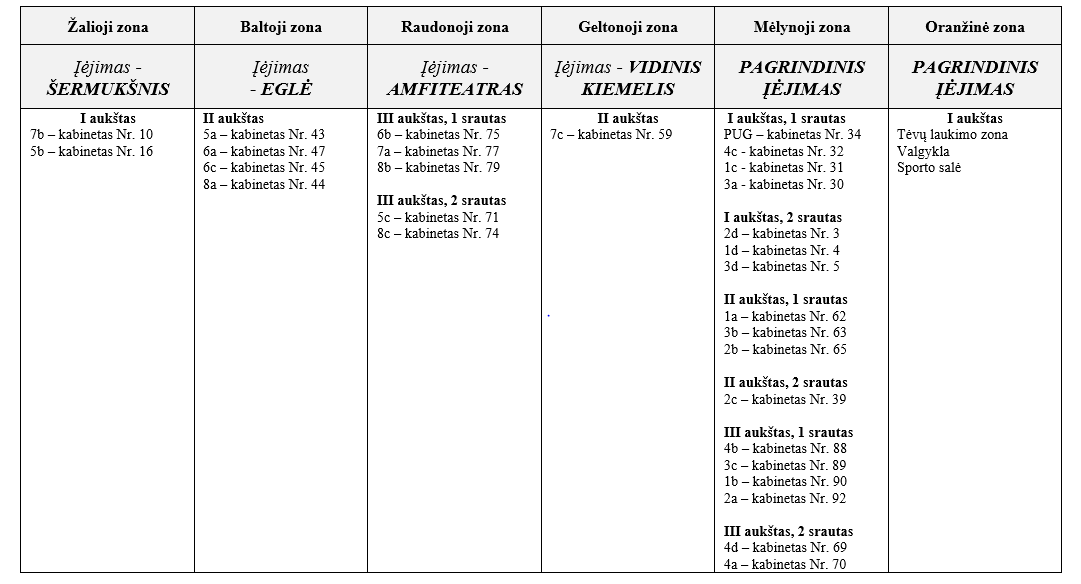 Žalioji zona
Baltoji zona
Raudonoji zona
Geltonoji zona
Mėlynoji zona
Oranžinė zona
Įėjimas -
ŠERMUKŠNIS
Įėjimas
- EGLĖ
Įėjimas -
AMFITEATRAS
Įėjimas - VIDINIS
KIEMELIS
PAGRINDINIS
ĮĖJIMAS
PAGRINDINIS
ĮĖJIMAS
I aukštas
7b – kabinetas Nr. 10
5b – kabinetas Nr. 16
II aukštas
5a – kabinetas Nr. 43
6a – kabinetas Nr. 47
6c – kabinetas Nr. 45
8a – kabinetas Nr. 44
III aukštas, 1 srautas
6b – kabinetas Nr. 75
7a – kabinetas Nr. 77
8b – kabinetas Nr. 79
III aukštas, 2 srautas
5c – kabinetas Nr. 71
8c – kabinetas Nr. 74
II aukštas
7c – kabinetas Nr. 59
I aukštas, 1 srautas
PUG – kabinetas Nr. 34
4c - kabinetas Nr. 32
1c - kabinetas Nr. 31
3a - kabinetas Nr. 30
I aukštas, 2 srautas
2d – kabinetas Nr. 3
1d – kabinetas Nr. 4
3d – kabinetas Nr. 5
II aukštas, 1 srautas
1a – kabinetas Nr. 62
3b – kabinetas Nr. 63
2b – kabinetas Nr. 65
II aukštas, 2 srautas
2c – kabinetas Nr. 39
III aukštas, 1 srautas
4b – kabinetas Nr. 88
3c – kabinetas Nr. 89
1b – kabinetas Nr. 90
2a – kabinetas Nr. 92
III aukštas, 2 srautas
4d – kabinetas Nr. 69
4a – kabinetas Nr. 70
I aukštas
Tėvų laukimo zona
Valgykla
Sporto salė